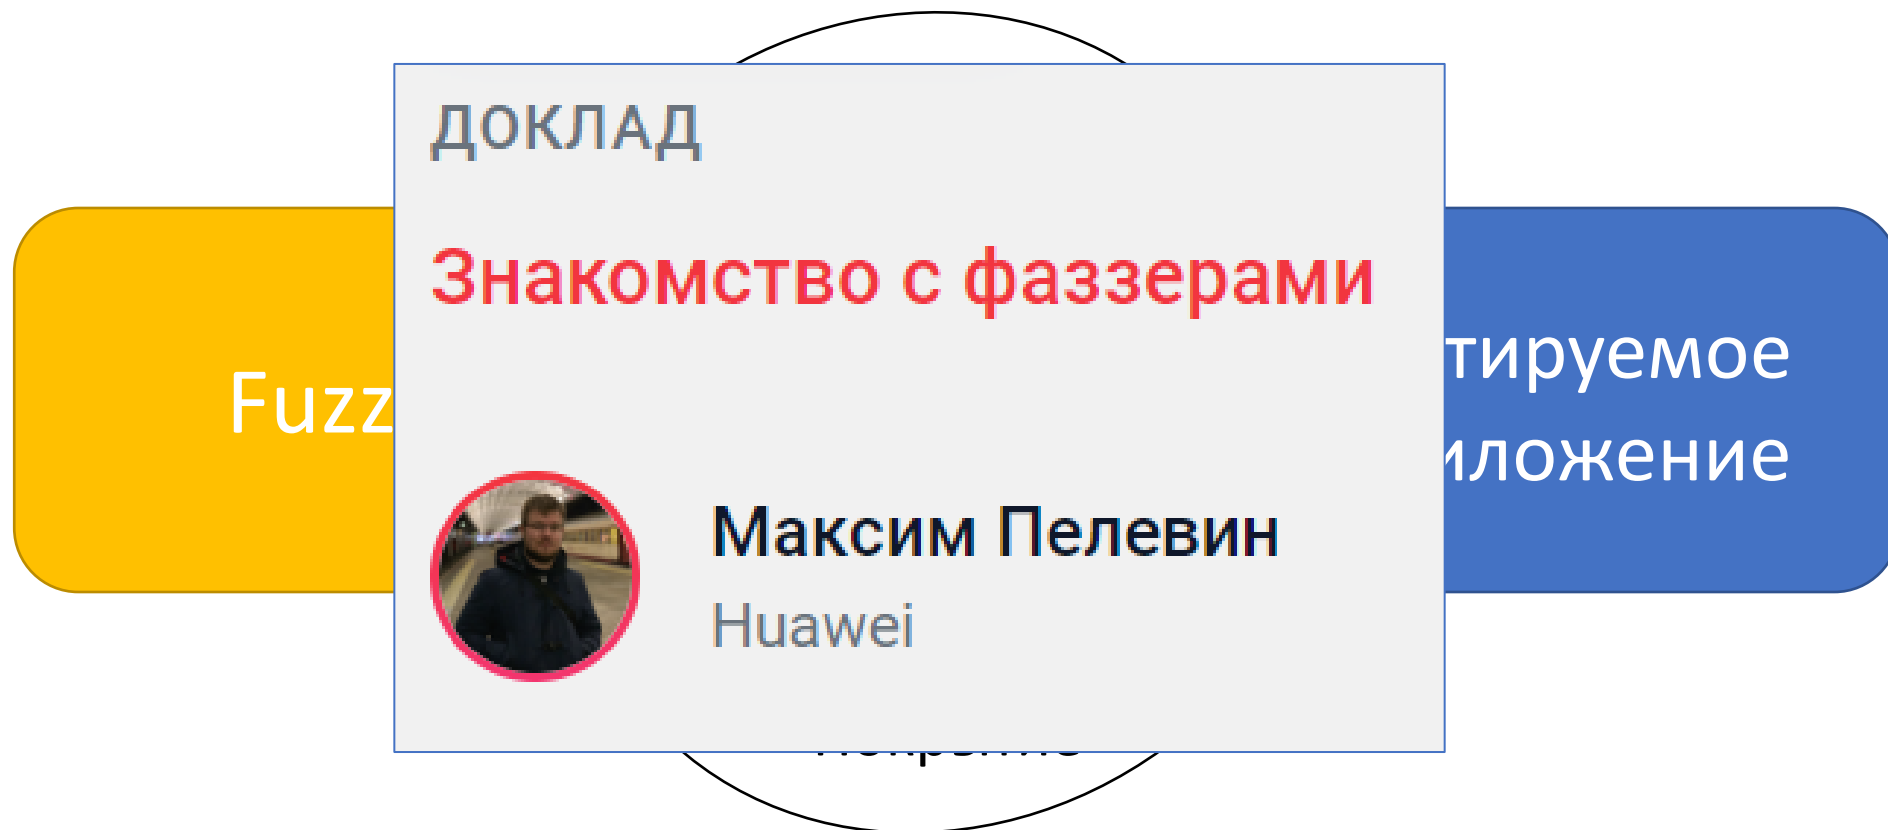 ДОКЛАД
Знакомство с фаззерами
Fuzz
тируемое
иложение
Максим Пелевин
Huawei